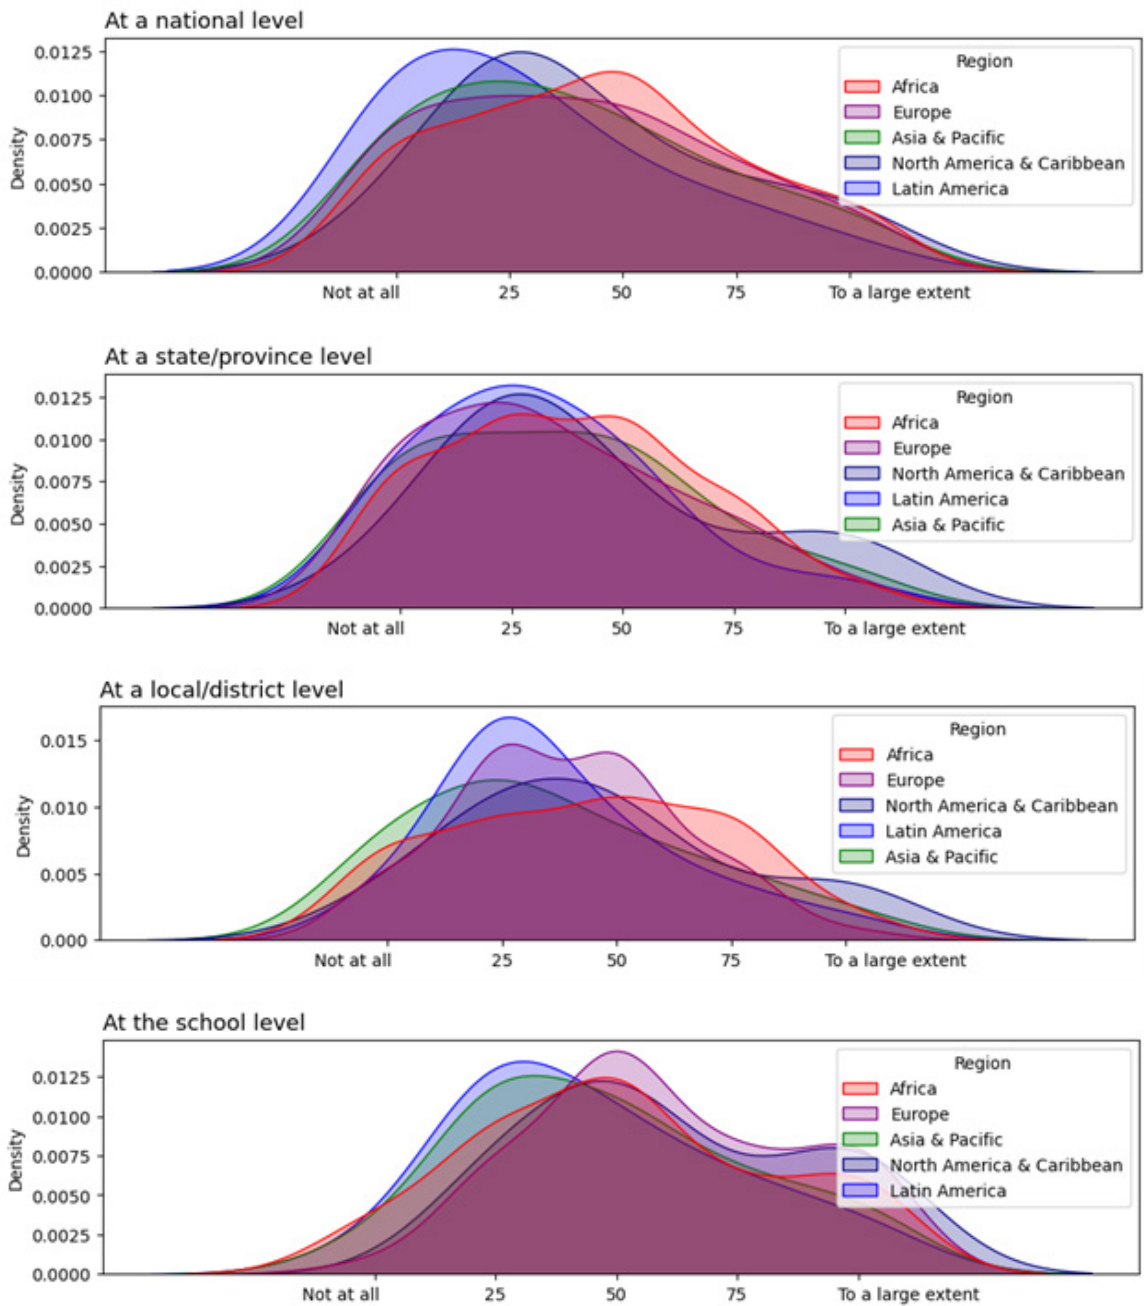 At a national level
Density
0.0125
0.0100
0.0075
0.0050
0.0025
0.0000
Region
Africa
Europe
Asia & Pacific
North America & Caribbean
Latin America
Not at all 25 50 75 To a large extent
At a state/province level
Density
0.0125
0.0100
0.0075
0.0050
0.0025
0.0000
Region
Africa
Europe
North America & Caribbean
Latin America
Asia & Pacific
Not at all 25 50 75 To a large extent
At a local/district level
Density
0.015
0.010
0.005
0.000
Region
Africa
Europe
North America & Caribbean
Latin America
Asia & Pacific
Not at all 25 50 75 To a large extent
At the school level
Density
0.0125
0.0100
0.0075
0.0050
0.0025
0.0000
Region
Africa
Europe
Asia & Pacific
North America & Caribbean
Latin America
Not at all 25 50 75 To a large extent